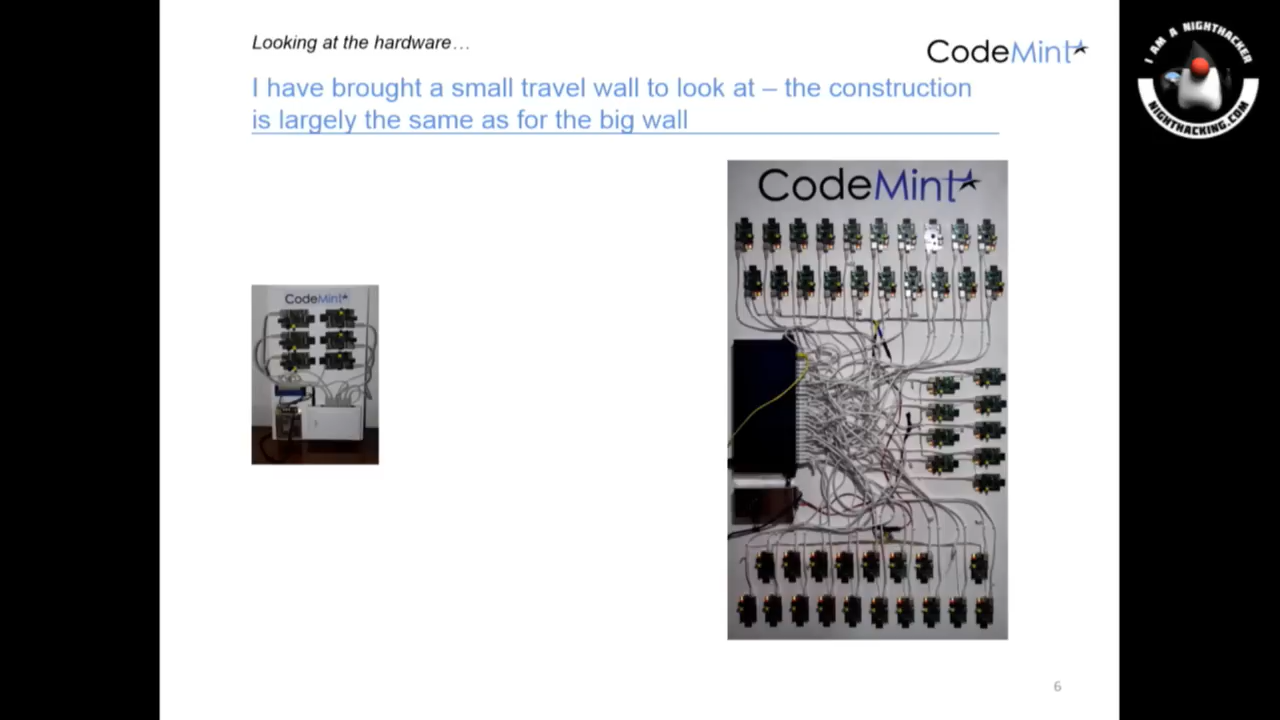 Looking at the hardware…
CodeMint
I have brought a small travel wall to look at – the construction
is largely the same as for the big wall
CodeMint
CodeMint
6
I AM A NIGHTHACKER
NIGHTHACKING.COM